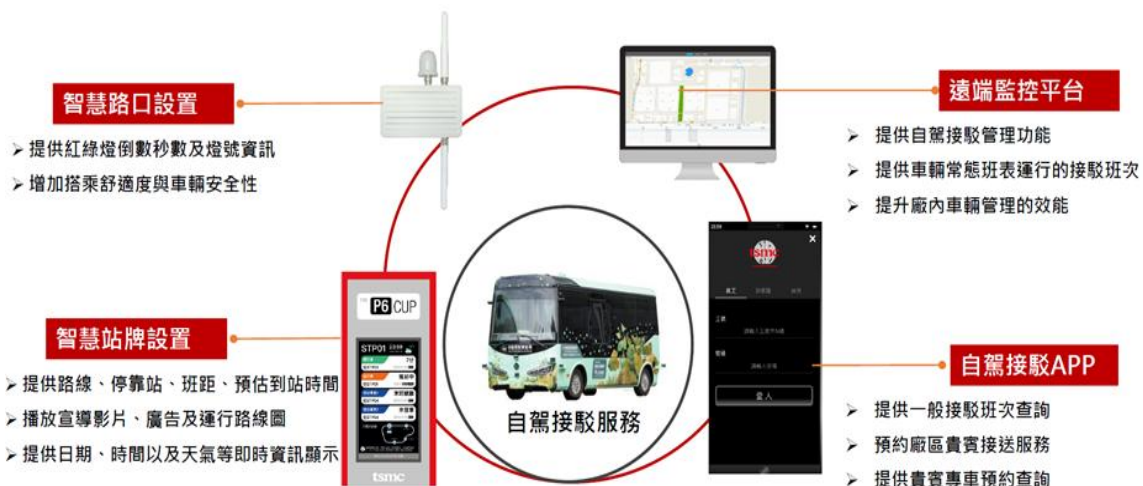 智慧路口設置
➢ 提供紅綠燈倒數秒數及燈號資訊
➢ 增加搭乘舒適度與車輛安全性
遠端監控平台
➢ 提供自駕接駁管理功能
➢ 提供車輛常態班表運行的接駁班次
➢ 提升廠內車輛管理的效能
智慧站牌設置
➢ 提供路線、停靠站、班距、預估到站時間
➢ 播放宣導影片、廣告及運行路線圖
➢ 提供日期、時間以及天氣等即時資訊顯示
P6 CUP
STP01
tsmc
自駕接駁服務
tsmc
員工
工號
登入
自駕接駁APP
➢ 提供一般接駁班次查詢
➢ 預約廠區貴賓接送服務
➢ 提供貴賓專車預約查詢